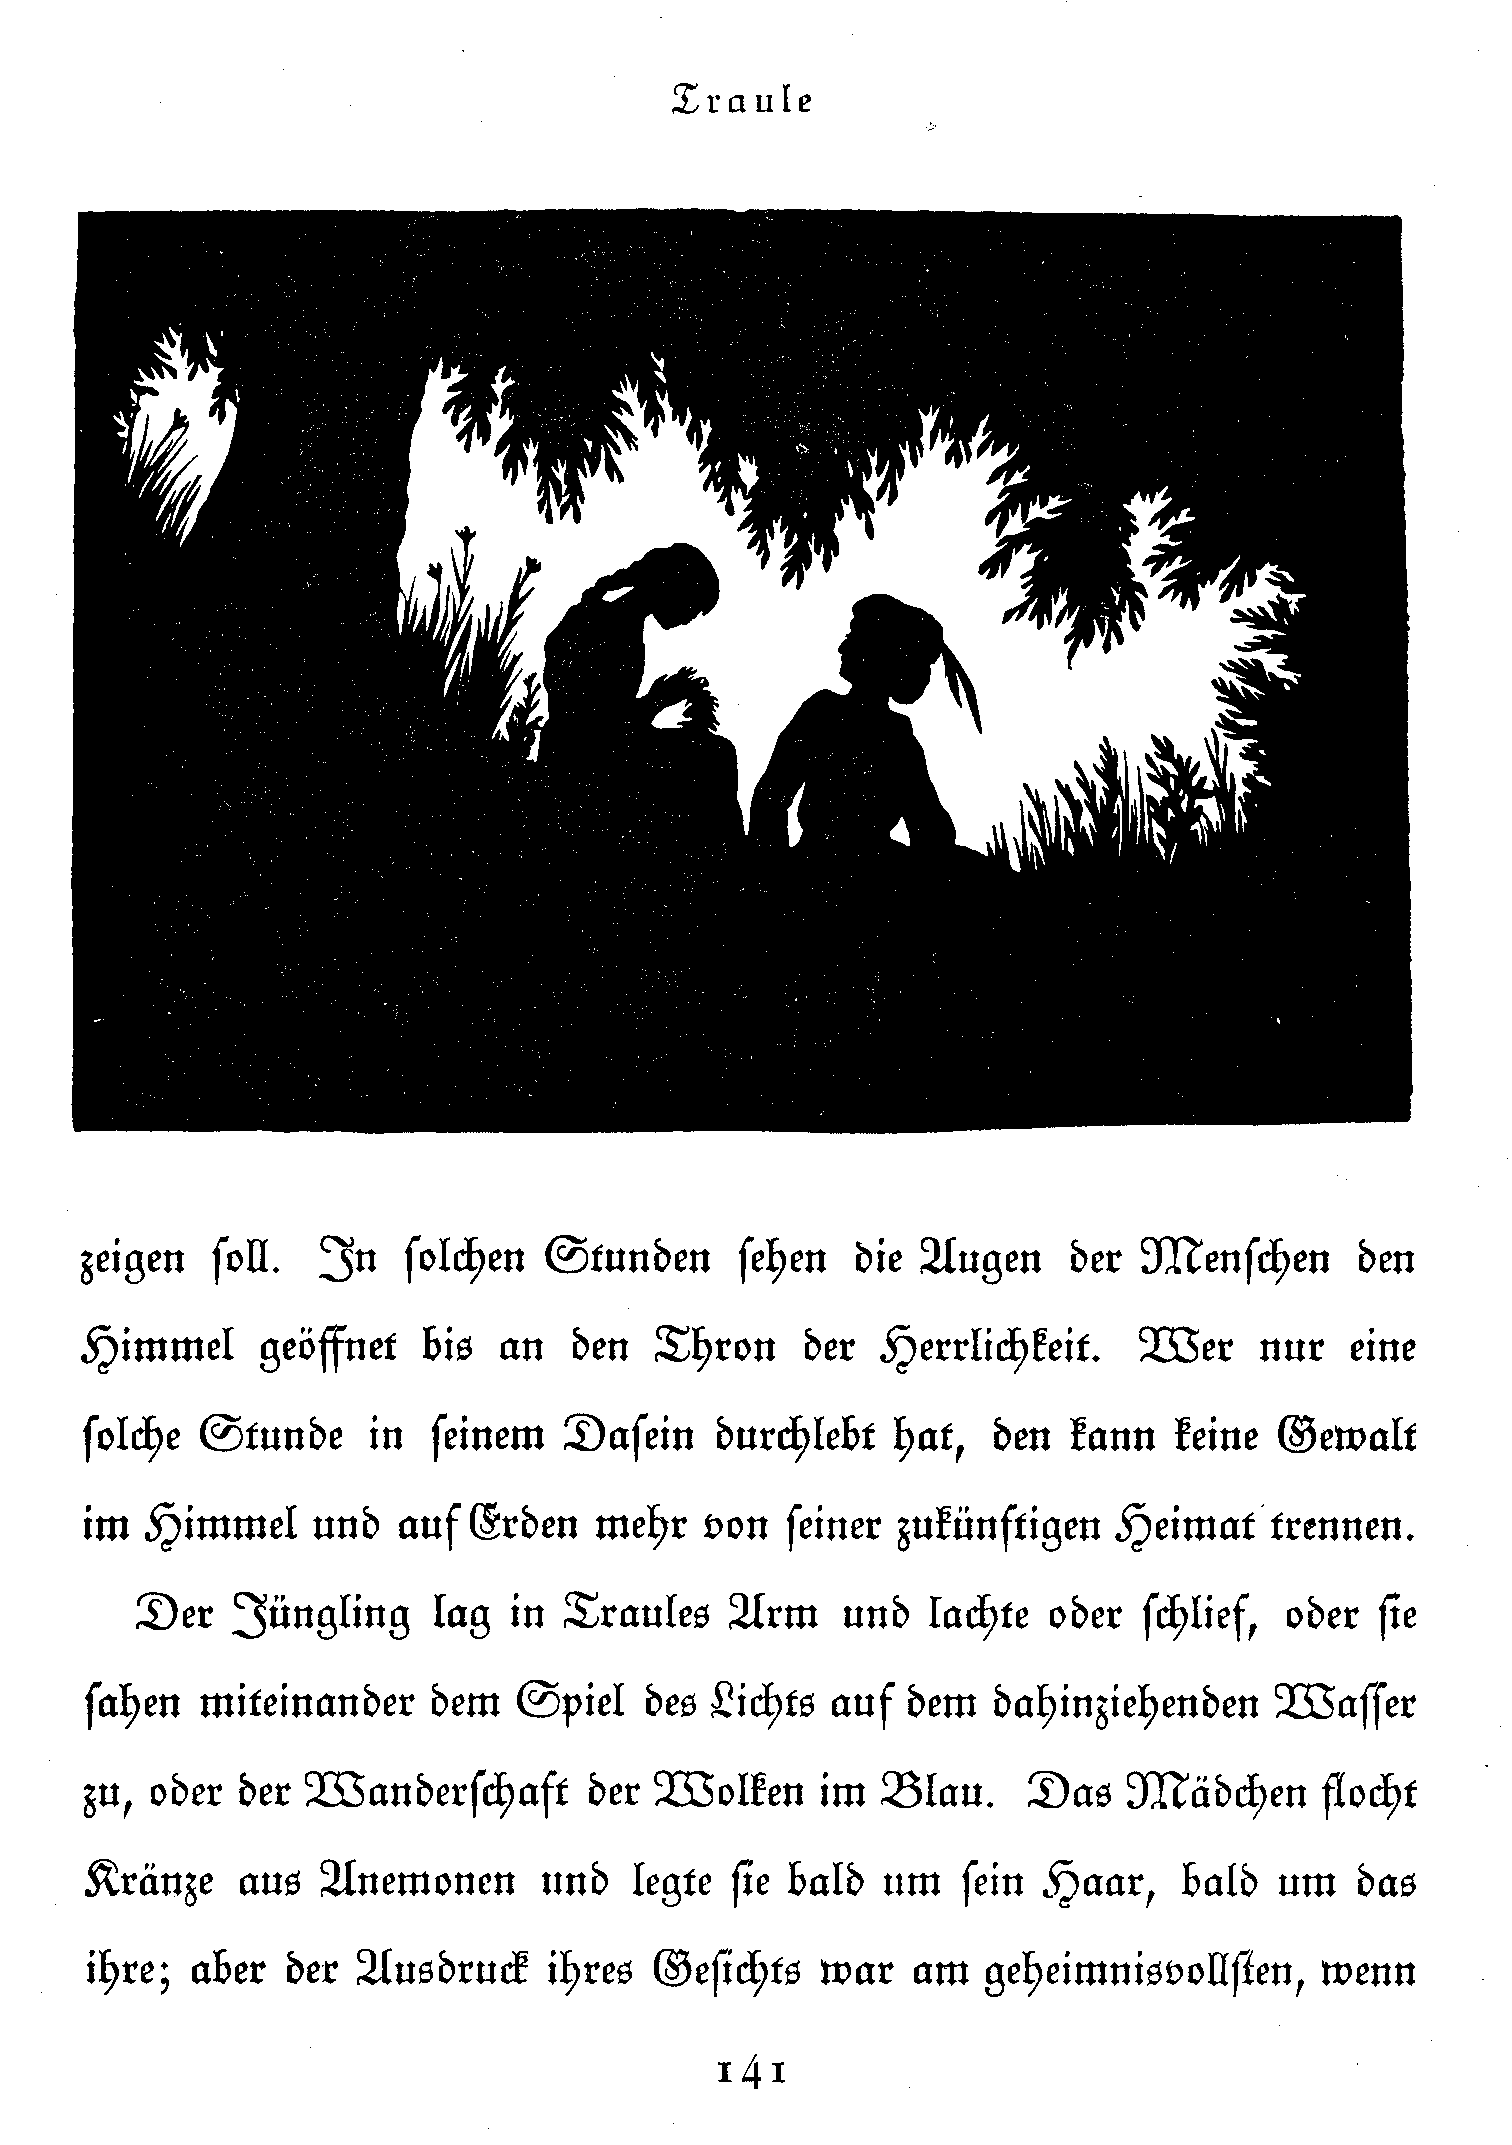 Traule
zeigen soll. In solchen Stunden sehen die Augen der Menschen den
Himmel geöffnet bis an den Thron der Herrlichkeit. Wer nur eine
solche Stunde in seinem Dasein durchlebt hat, den kann keine Gewalt
im Himmel und auf Erden mehr von seiner zukünftigen Heimat trennen.
Der Jüngling lag in Traules Arm und lachte oder schlief, oder sie
sahen miteinander dem Spiel des Lichts auf dem dahinziehenden Wasser
zu, oder der Wanderschaft der Wolken im Blau. Das Mädchen flocht
Kränze aus Anemonen und legte sie bald um sein Haar, bald um das
ihre; aber der Ausdruck ihres Gesichts war am geheimnisvollsten, wenn
141